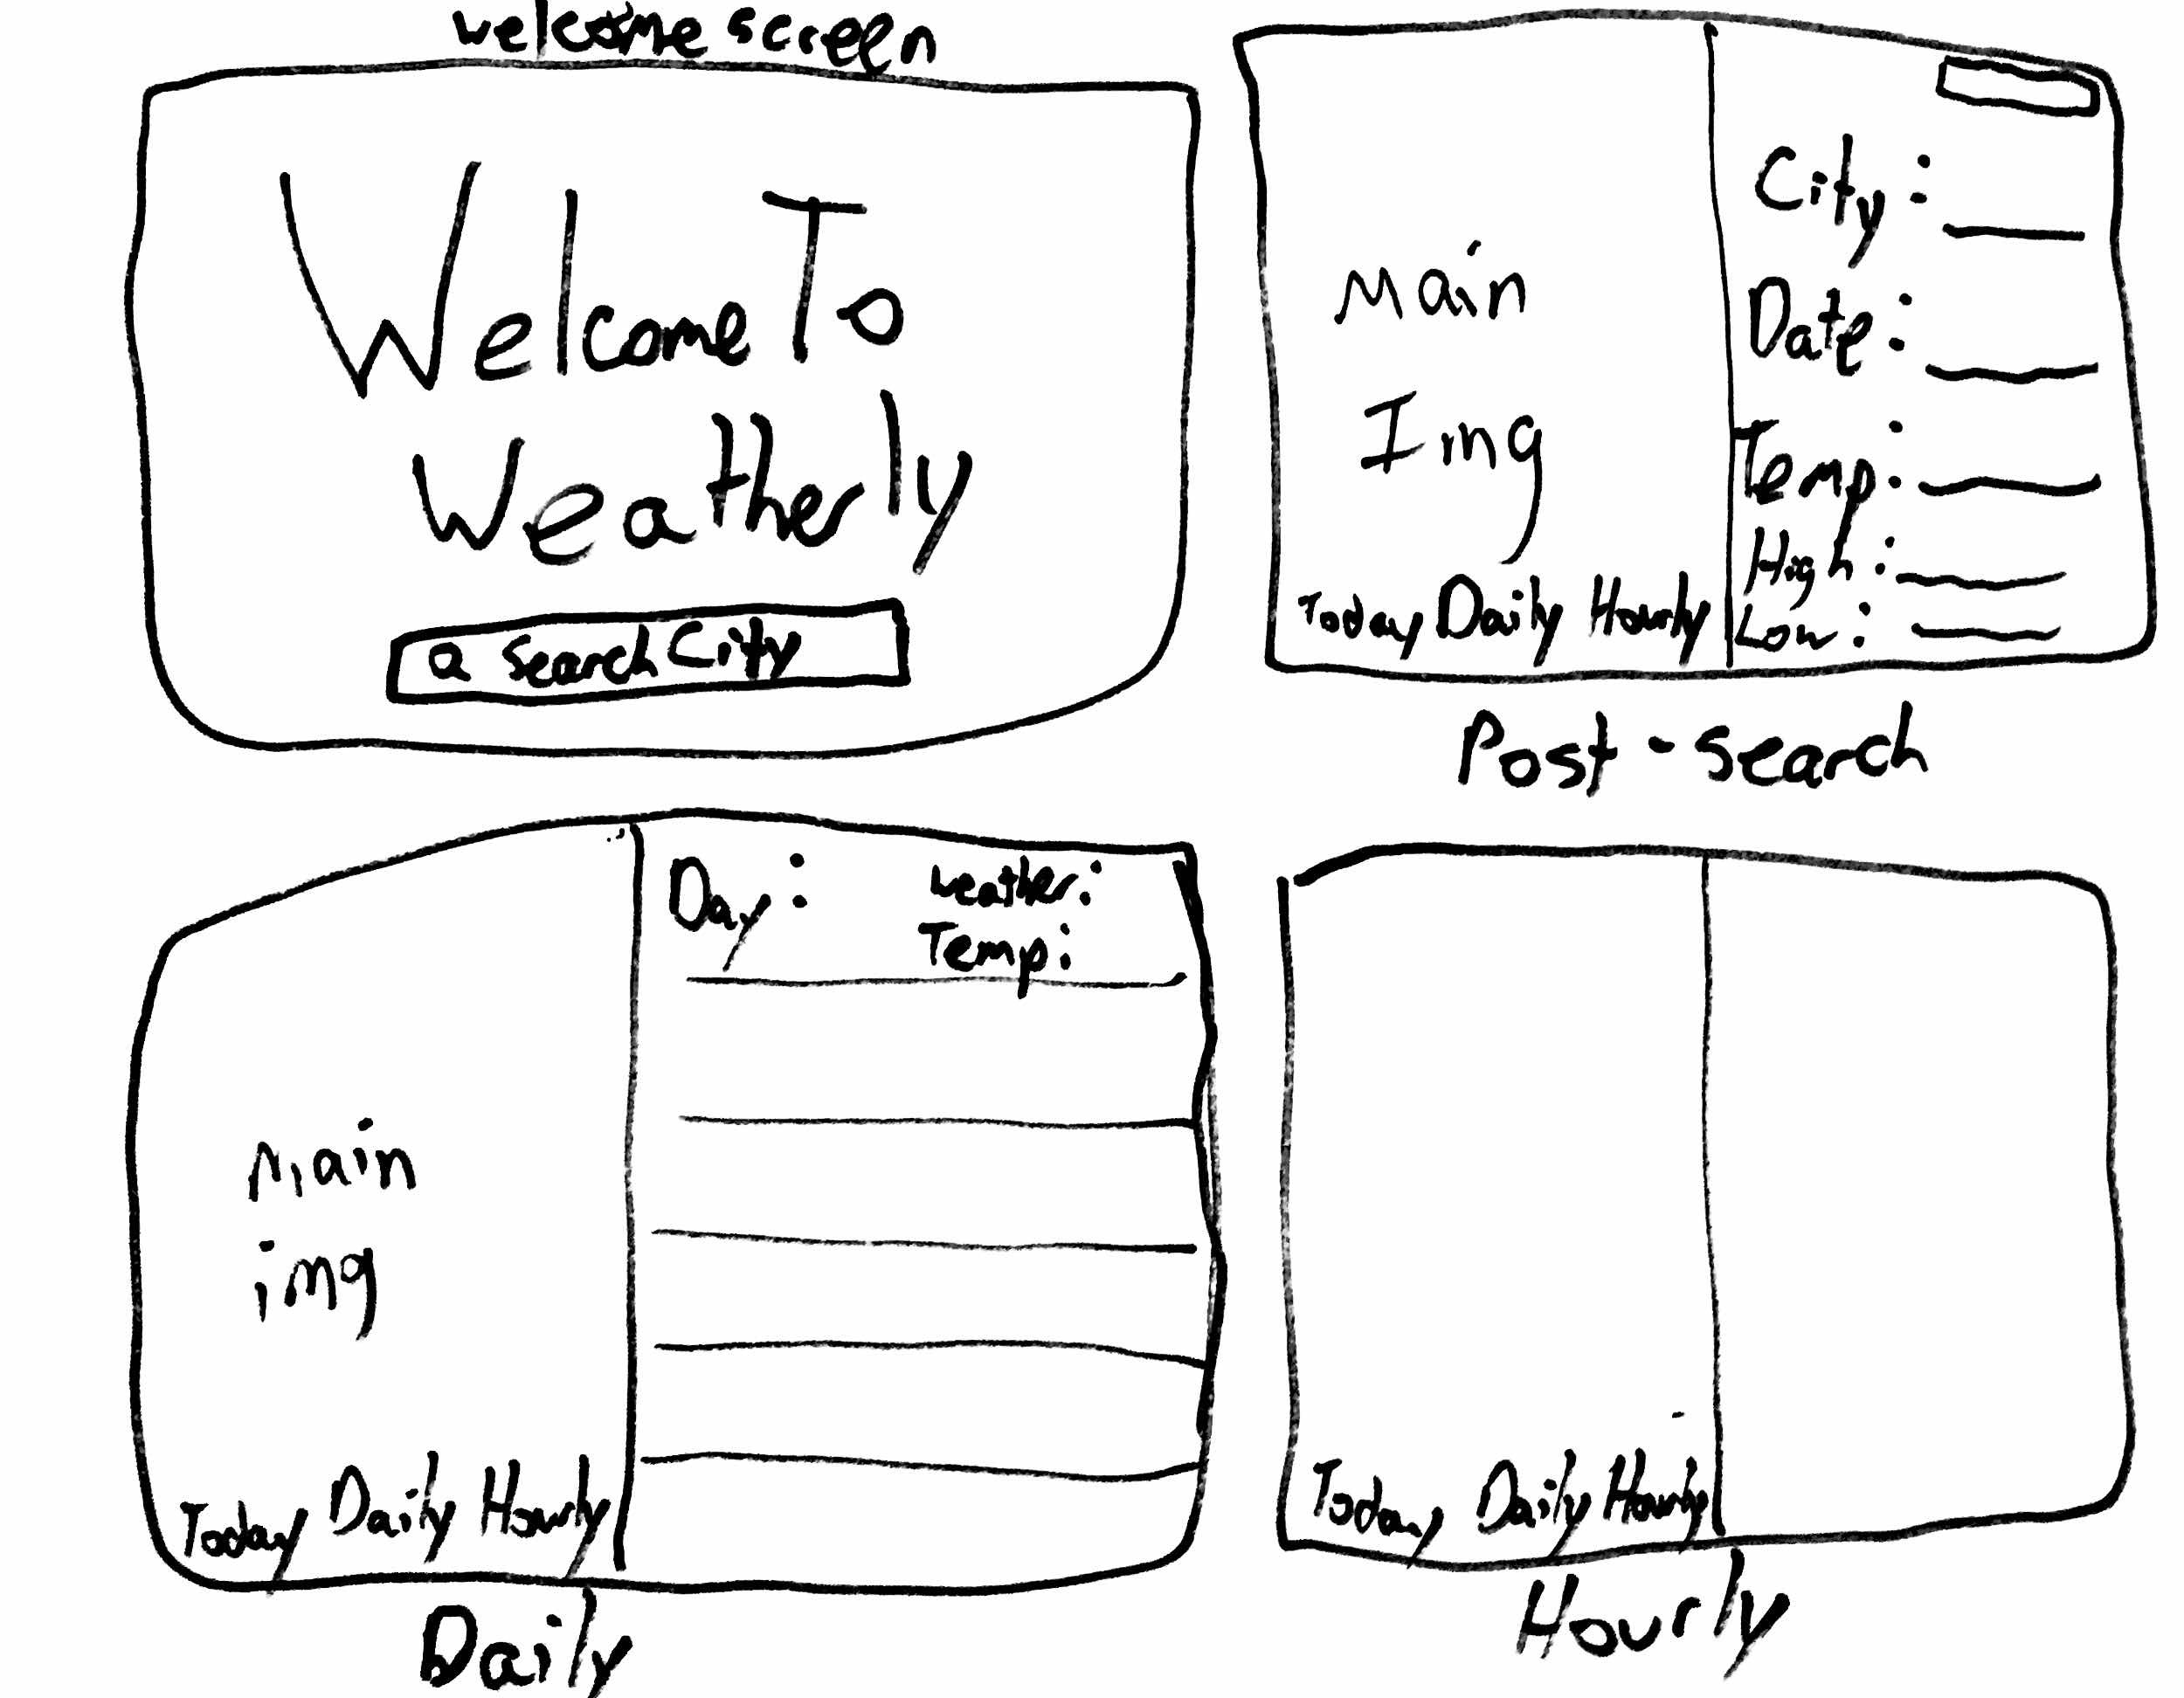 welcome screen
Welcome To
Weatherly
Search City
City:
Date:
Temp:
High:
Low:
Main
Img
Today Daily Hourly
Post-search
Day: weather:
Temp:
Main
img
Today Daily Hourly
Daily
Today Daily Hourly
Hourly